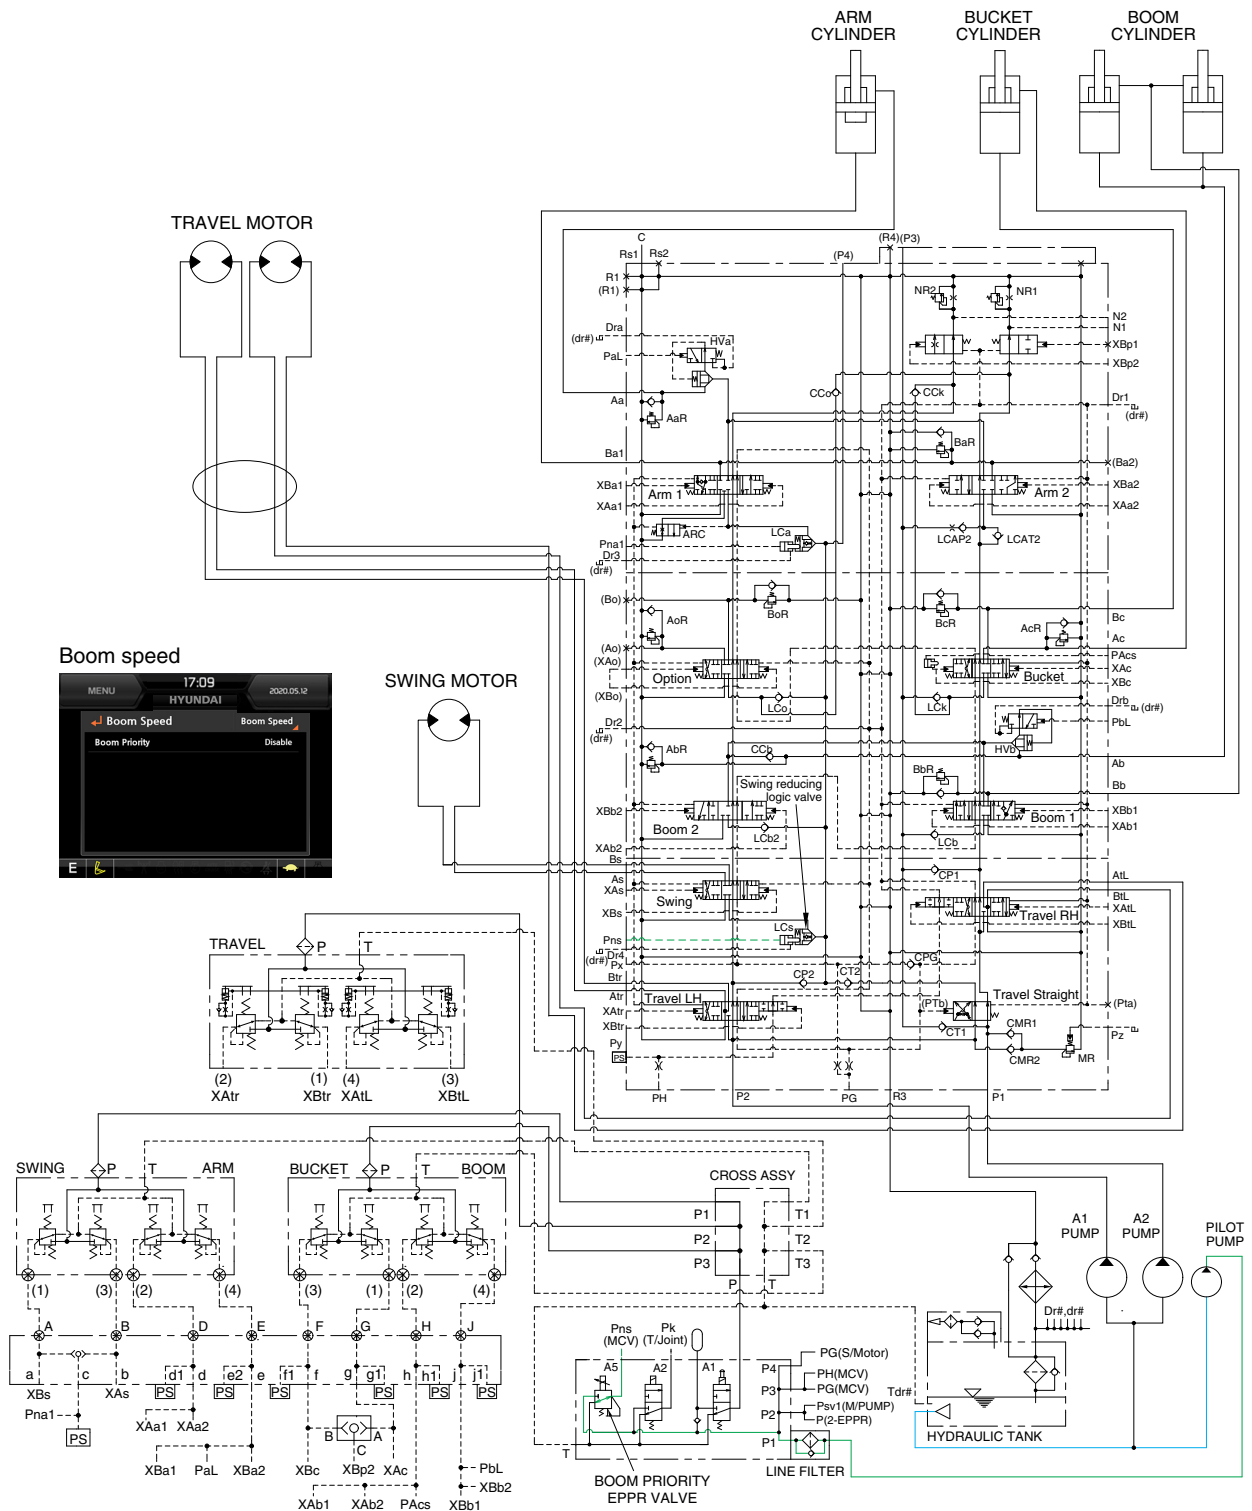 ARM
CYLINDER
BUCKET
CYLINDER
BOOM
CYLINDER
TRAVEL MOTOR
C
Rs1
Rs2
(P4)
(R4)(P3)
R1
(R1)
NR2
NR1
Dra
(dr#)
HVa
N2
N1
PaL
XBp1
XBp2
CCo
CCk
Aa
AaR
Dr1
(dr#)
BaR
Ba1
(Ba2)
XBa1
Arm 1
Arm 2
XBa2
XAa1
XAa2
ARC
LCa
LCAP2
LCAT2
Pna1
Dr3
(dr#)
(Bo)
BoR
BcR
Bc
AoR
AcR
Ac
(Ao)
PAcs
(XAo)
Option
Bucket
XAc
XBc
(XBo)
LCo
LCk
Drb
(dr#)
Dr2
(dr#)
PbL
HVb
AbR
CCb
Ab
BbR
Bb
Swing reducing
logic valve
XBb2
Boom 2
Boom 1
XBb1
XAb1
XAb2
LCb2
LCb
Bs
CP1
AtL
As
XAs
Swing
BtL
XAtL
XBs
Travel RH
XBtL
Pns
LCs
(dr#)
Dr4
Px
CPG
Btr
CP2
CT2
Atr
Travel LH
(PTb)
Travel Straight
(Pta)
XAtr
XBtr
CT1
CMR1
Pz
Py
PS
CMR2
MR
PH
P2
PG
R3
P1
Boom speed
MENU
17:09
HYUNDAI
2020.05.12
Boom Speed
Boom Speed
Boom Priority
Disable
E
SWING MOTOR
TRAVEL
P
T
(2)
(1)
(4)
(3)
XAtr
XBtr
XAtL
XBtL
SWING
P
T
ARM
BUCKET
P
T
BOOM
(1)
(3)
(2)
(4)
(3)
(1)
(2)
(4)
A
B
D
E
F
G
H
J
a
c
b
d1
d
e2
e
f1
f
g
g1
h
h1
j
j1
PS
PS
PS
PS
PS
PS
XBs
XAs
Pna1
PS
XAa1
XAa2
XBa1
PaL
XBa2
B
A
C
XBc
XBp2
XAc
XAb1
XAb2
PAcs
PbL
XBb2
XBb1
CROSS ASSY
P1
T1
P2
T2
P3
T3
P
T
Pns
(MCV)
Pk
(T/Joint)
A5
A2
A1
P4
PG(S/Motor)
PH(MCV)
P3
PG(MCV)
Psv1(M/PUMP)
P2
P(2-EPPR)
P1
T
LINE FILTER
BOOM PRIORITY
EPPR VALVE
A1
PUMP
A2
PUMP
PILOT
PUMP
Dr#,dr#
Tdr#
HYDRAULIC TANK